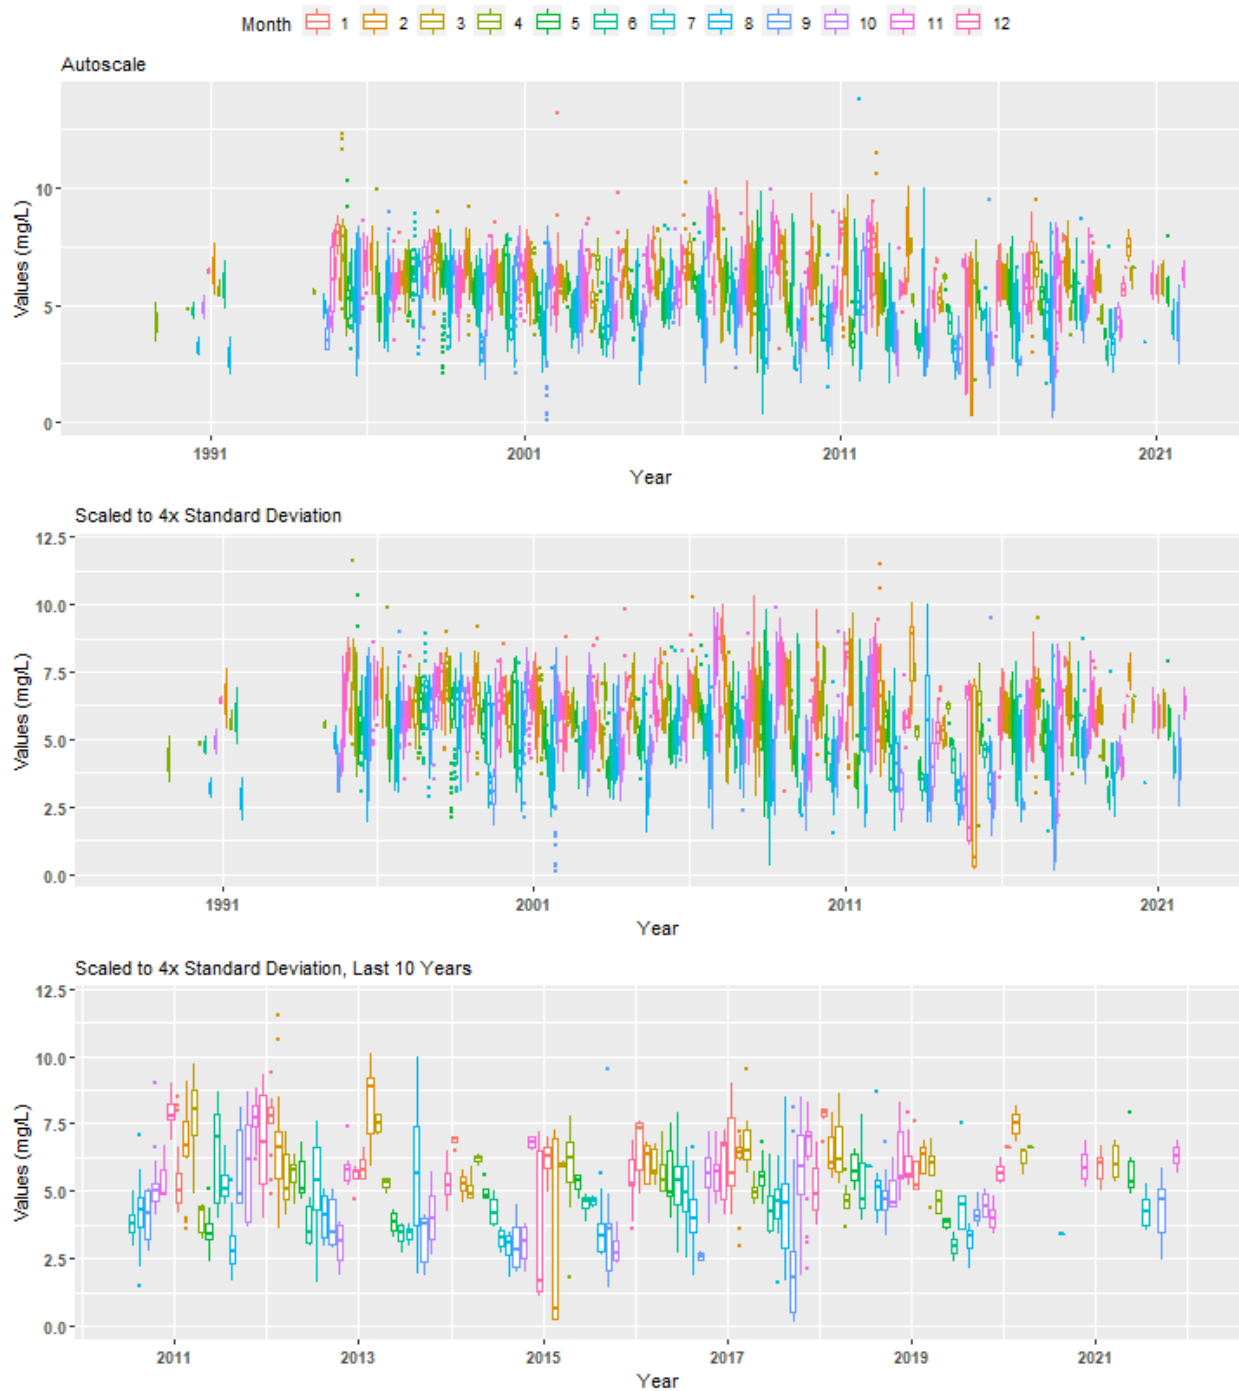 Month 1 2 3 4 5 6 7 8 9 10 11 12
Autoscale
Values (mg/L)
10
5
0
1991 2001 2011 2021
Year
Scaled to 4x Standard Deviation
Values (mg/L)
12.5
10.0
7.5
5.0
2.5
0.0
1991 2001 2011 2021
Year
Scaled to 4x Standard Deviation, Last 10 Years
Values (mg/L)
12.5
10.0
7.5
5.0
2.5
0.0
2011 2013 2015 2017 2019 2021
Year